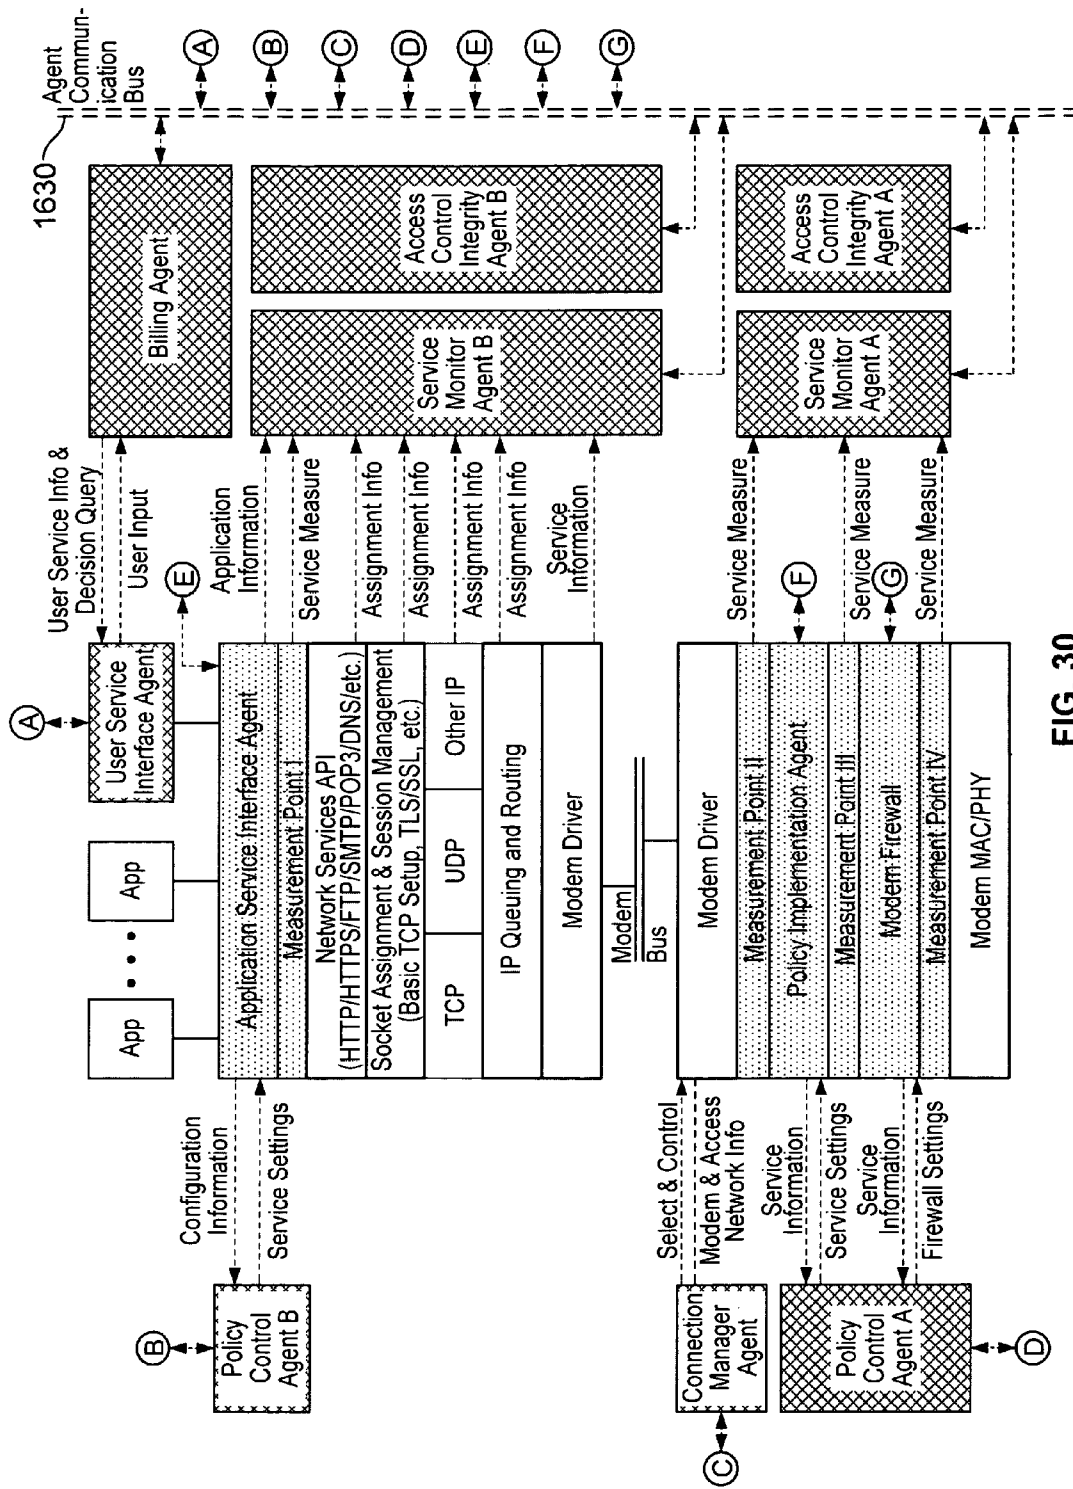 1630
Agent
Commun-
ication
Bus
A
B
C
D
E
F
G
Billing Agent
Access
Control
Integrity
Agent B
Access
Control
Integrity
Agent A
Service
Monitor
Agent B
Service
Monitor
Agent A
User Service Info &
Decision Query
User Input
E
Application
Information
Service Measure
Assignment Info
Assignment Info
Assignment Info
Assignment Info
Service
Information
Service Measure
F
Service Measure
G
Service Measure
A
User Service
Interface Agent
App
App
Application Service Interface Agent
Measurement Point I
Network Services API
(HTTP/HTTPS/FTP/SMTP/POP3/DNS/etc.)
Socket Assignment & Session Management
(Basic TCP Setup, TLS/SSL, etc.)
TCP
UDP
Other IP
IP Queuing and Routing
Modem Driver
Modem
Bus
Modem Driver
Measurement Point II
Policy Implementation Agent
Measurement Point III
Modem Firewall
Measurement Point IV
Modem MAC/PHY
Configuration
Information
Service Settings
Select & Control
Modem & Access
Network Info
Service
Information
Service Settings
Service
Information
Firewall Settings
B
Policy
Control
Agent B
Connection
Manager
Agent
C
Policy
Control
Agent A
D
FIG. 30